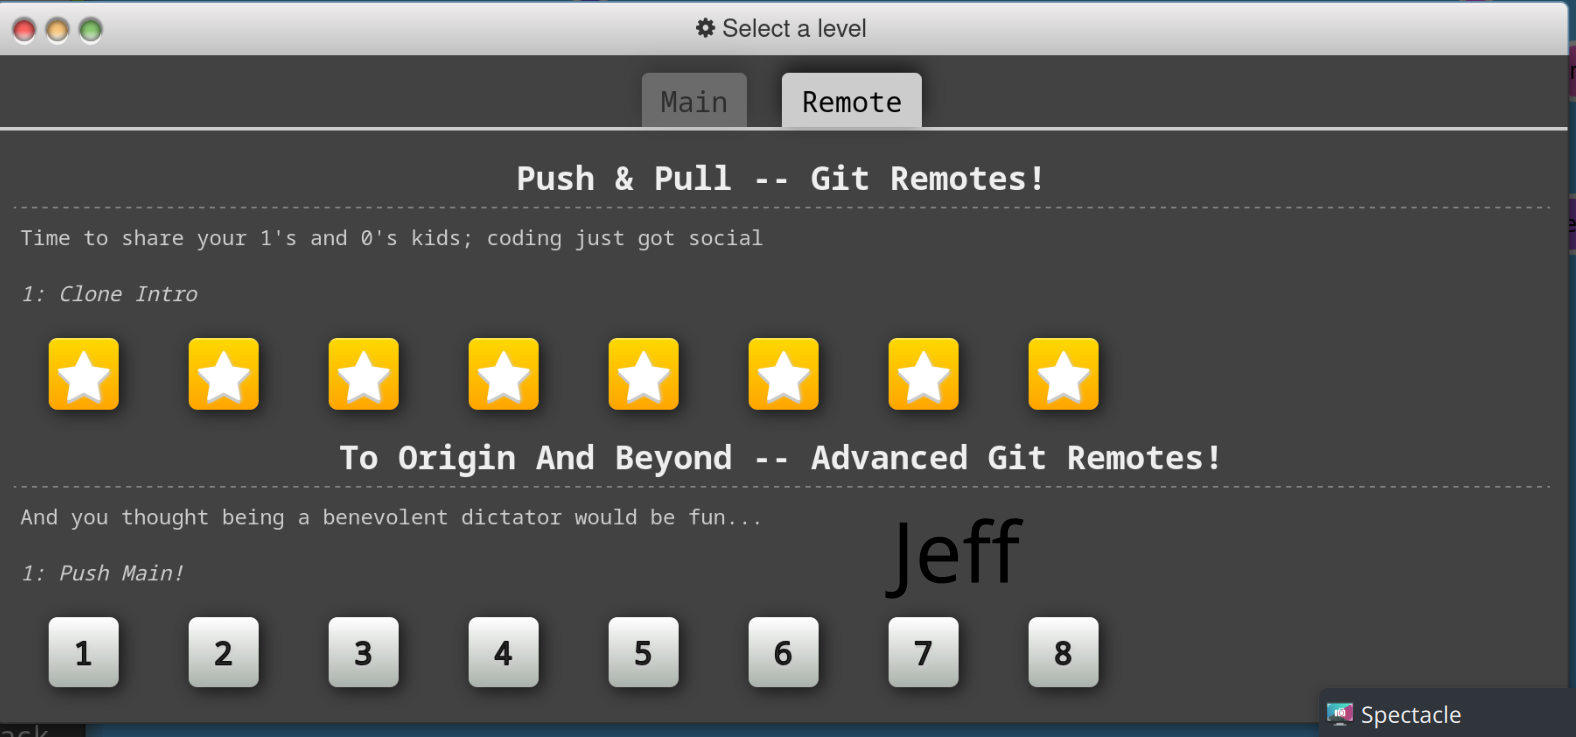 Select a level
Main Remote
Push & Pull -- Git Remotes!
Time to share your 1's and 0's kids; coding just got social
1: Clone Intro
To Origin And Beyond -- Advanced Git Remotes!
And you thought being a benevolent dictator would be fun...
Jeff
1: Push Main!
1 2 3 4 5 6 7 8
Spectacle